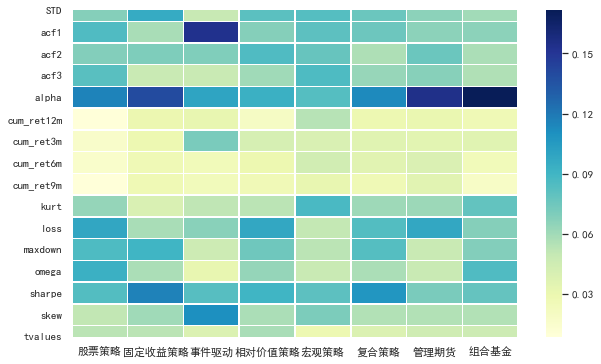 STD
acf1
acf2
acf3
alpha
cum_ret12m
cum_ret3m
cum_ret6m
cum_ret9m
kurt
loss
maxdown
omega
sharpe
skew
tvalues
股票策略 固定收益策略 事件驱动 相对价值策略 宏观策略 复合策略 管理期货 组合基金
0.15
0.12
0.09
0.06
0.03